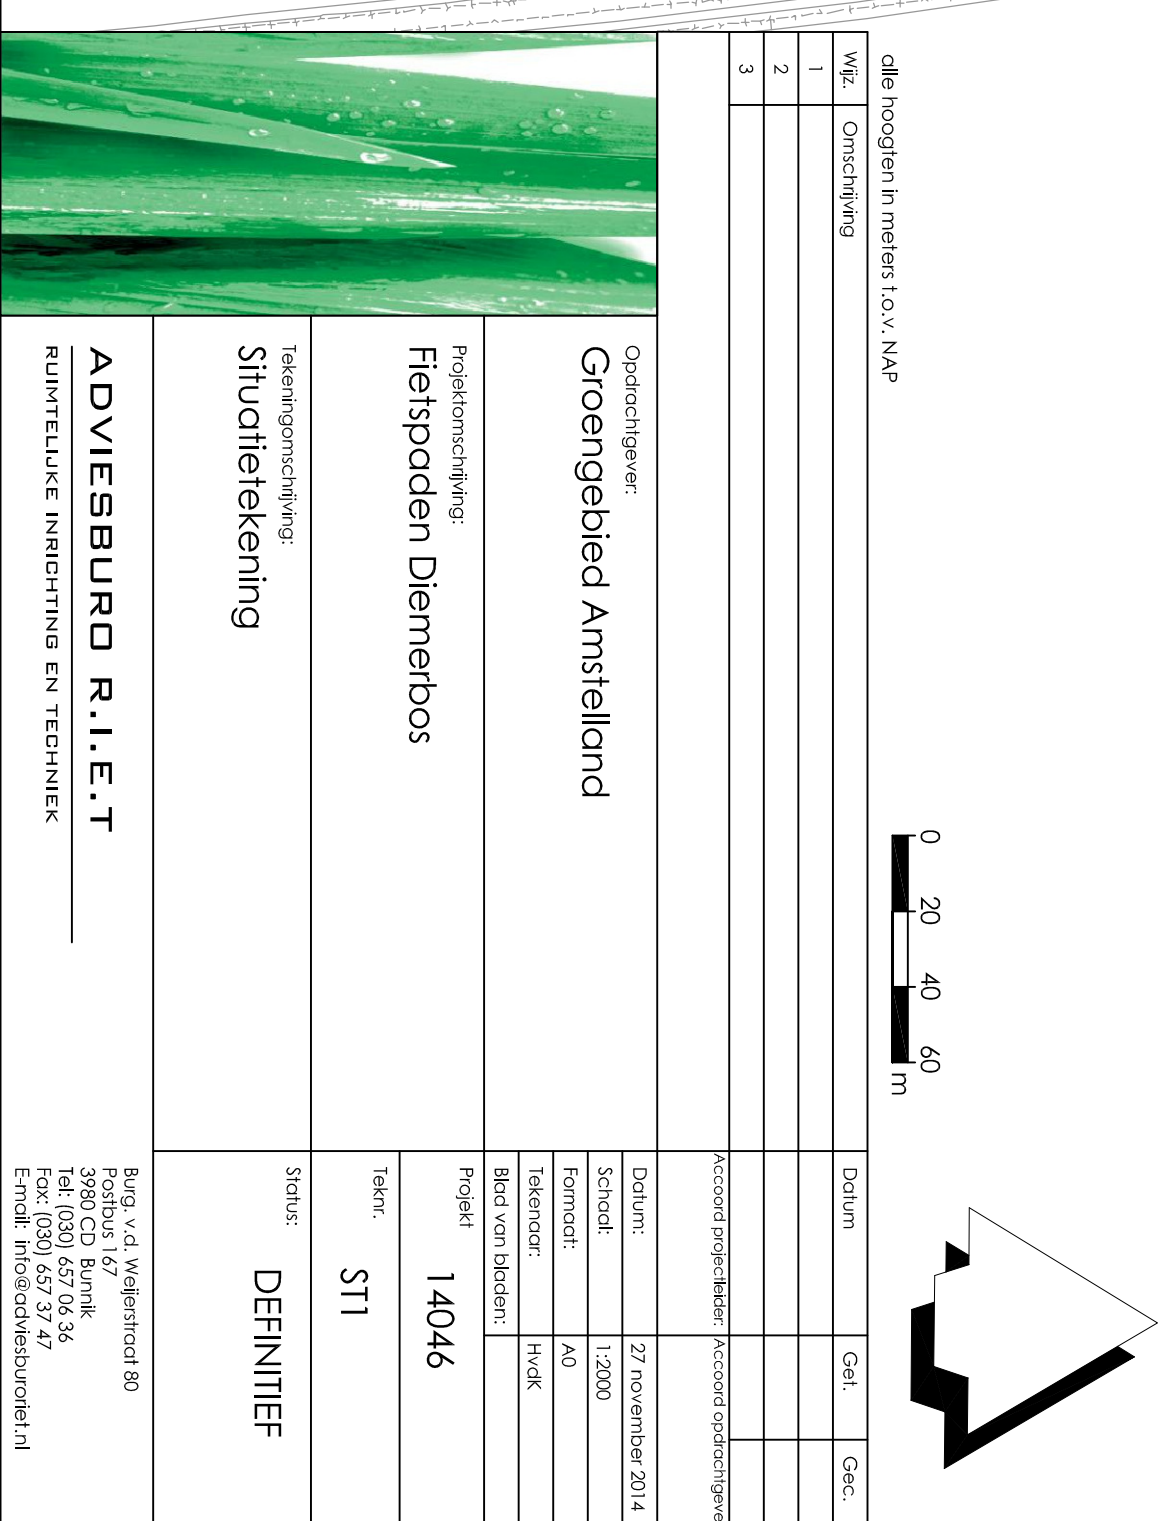 alle hoogten in meters t.o.v. NAP
0 20 40 60 m
Wijz. Omschrijving Datum Get. Gec.
1
2
3
Accoord projectleider: Accoord opdrachtgeve
Opdrachtgever:
Groengebied Amstelland
Datum: 27 november 2014
Schaal: 1:2000
Formaat: A0
Tekenaar: HvdK
Blad van bladen:
Projektomschrijving:
Fietspaden Diemerbos
Projekt 14046
Teknr. ST1
Tekeningomschrijving:
Situatietekening
Status: DEFINITIEF
ADVIESBURO R.I.E.T
RUIMTELIJKE INRICHTING EN TECHNIEK
Burg. v.d. Weijerstraat 80
Postbus 167
3980 CD Bunnik
Tel: (030) 657 06 36
Fax: (030) 657 37 47
E-mail: info@adviesburoriet.nl